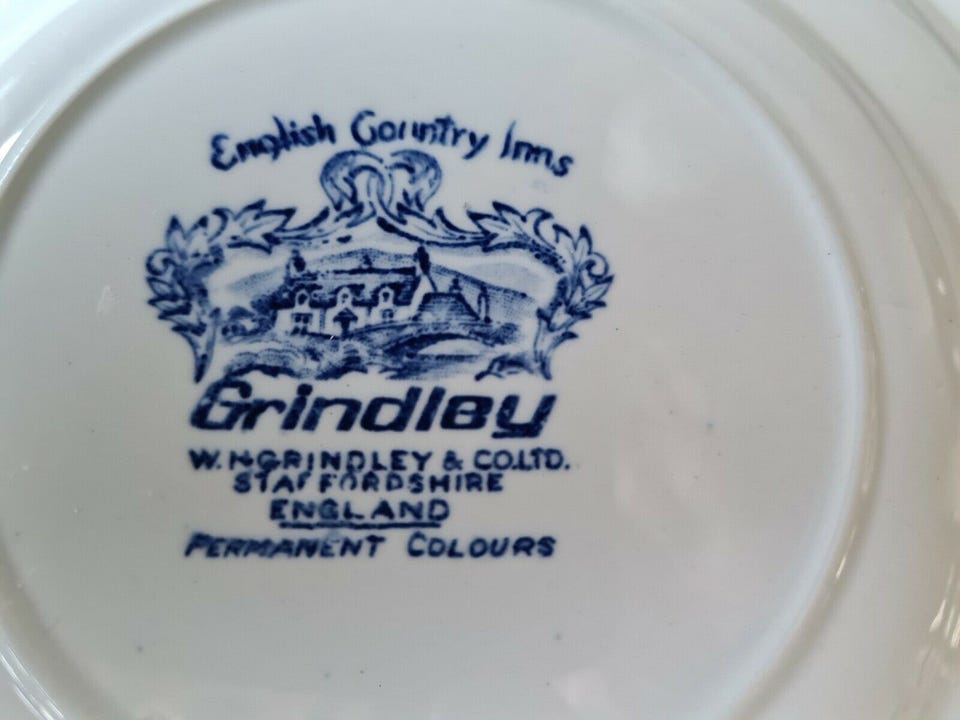 English Country Inns
Grindley
W.H.GRINDLEY & CO.LTD.
STAFFORDSHIRE
ENGLAND
PERMANENT COLOURS